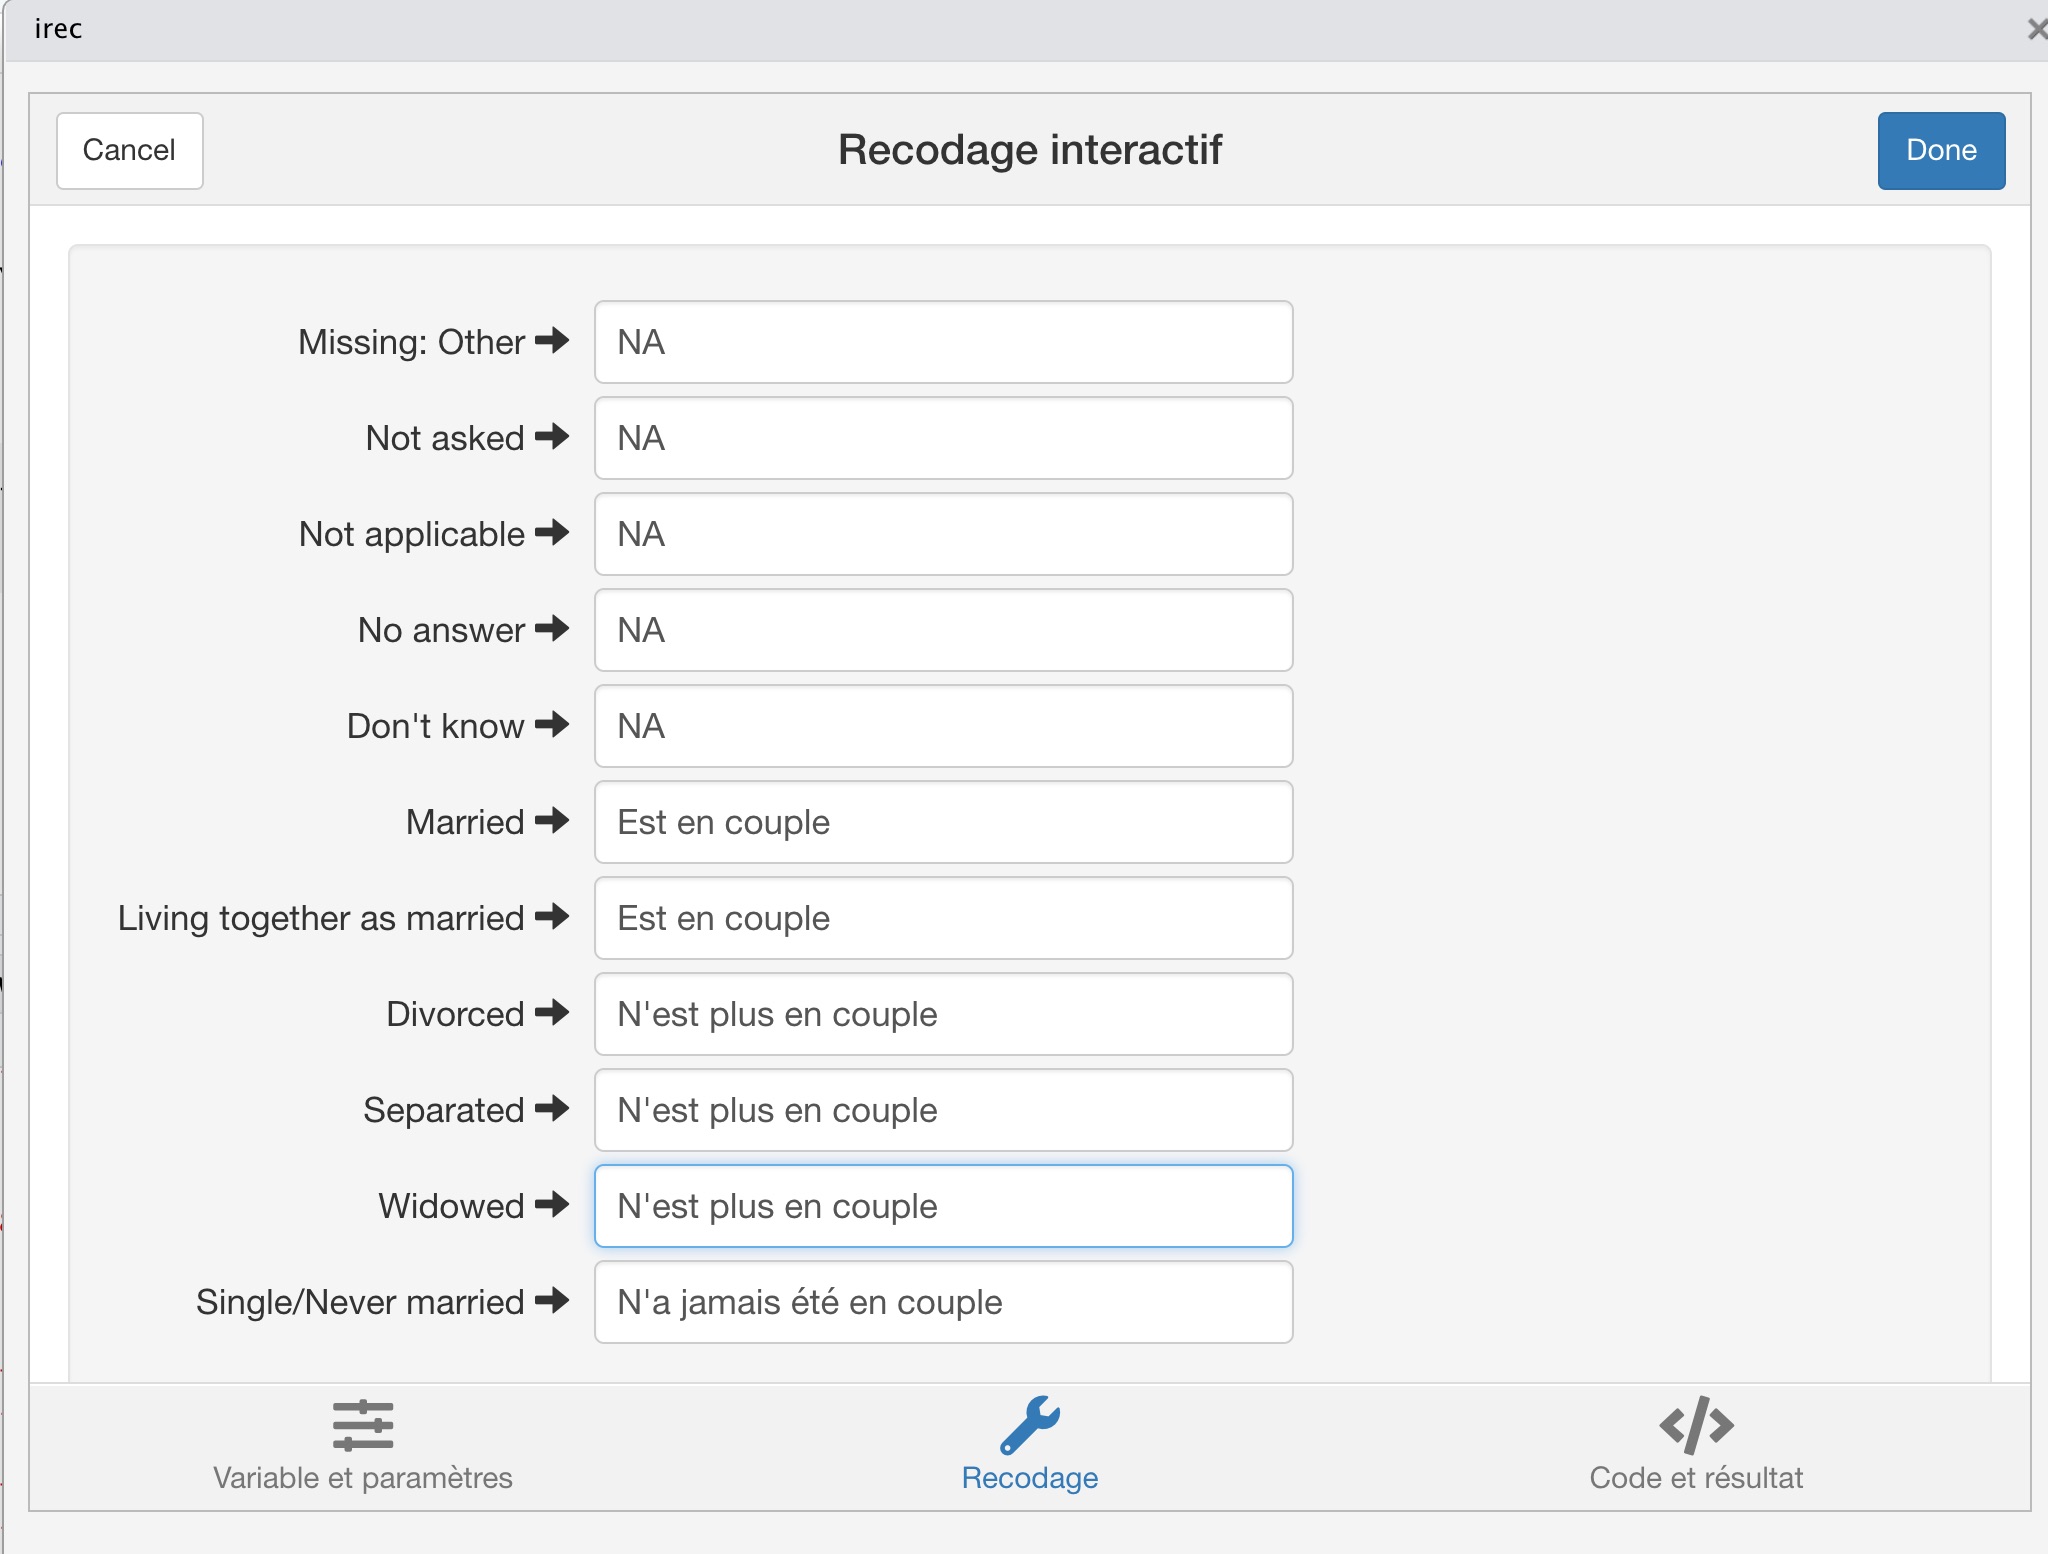 irec
Cancel
Recodage interactif
Done
Missing: Other NA
Not asked NA
Not applicable NA
No answer NA
Don't know NA
Married Est en couple
Living together as married Est en couple
Divorced N'est plus en couple
Separated N'est plus en couple
Widowed N'est plus en couple
Single/Never married N'a jamais été en couple
Variable et paramètres
Recodage
Code et résultat